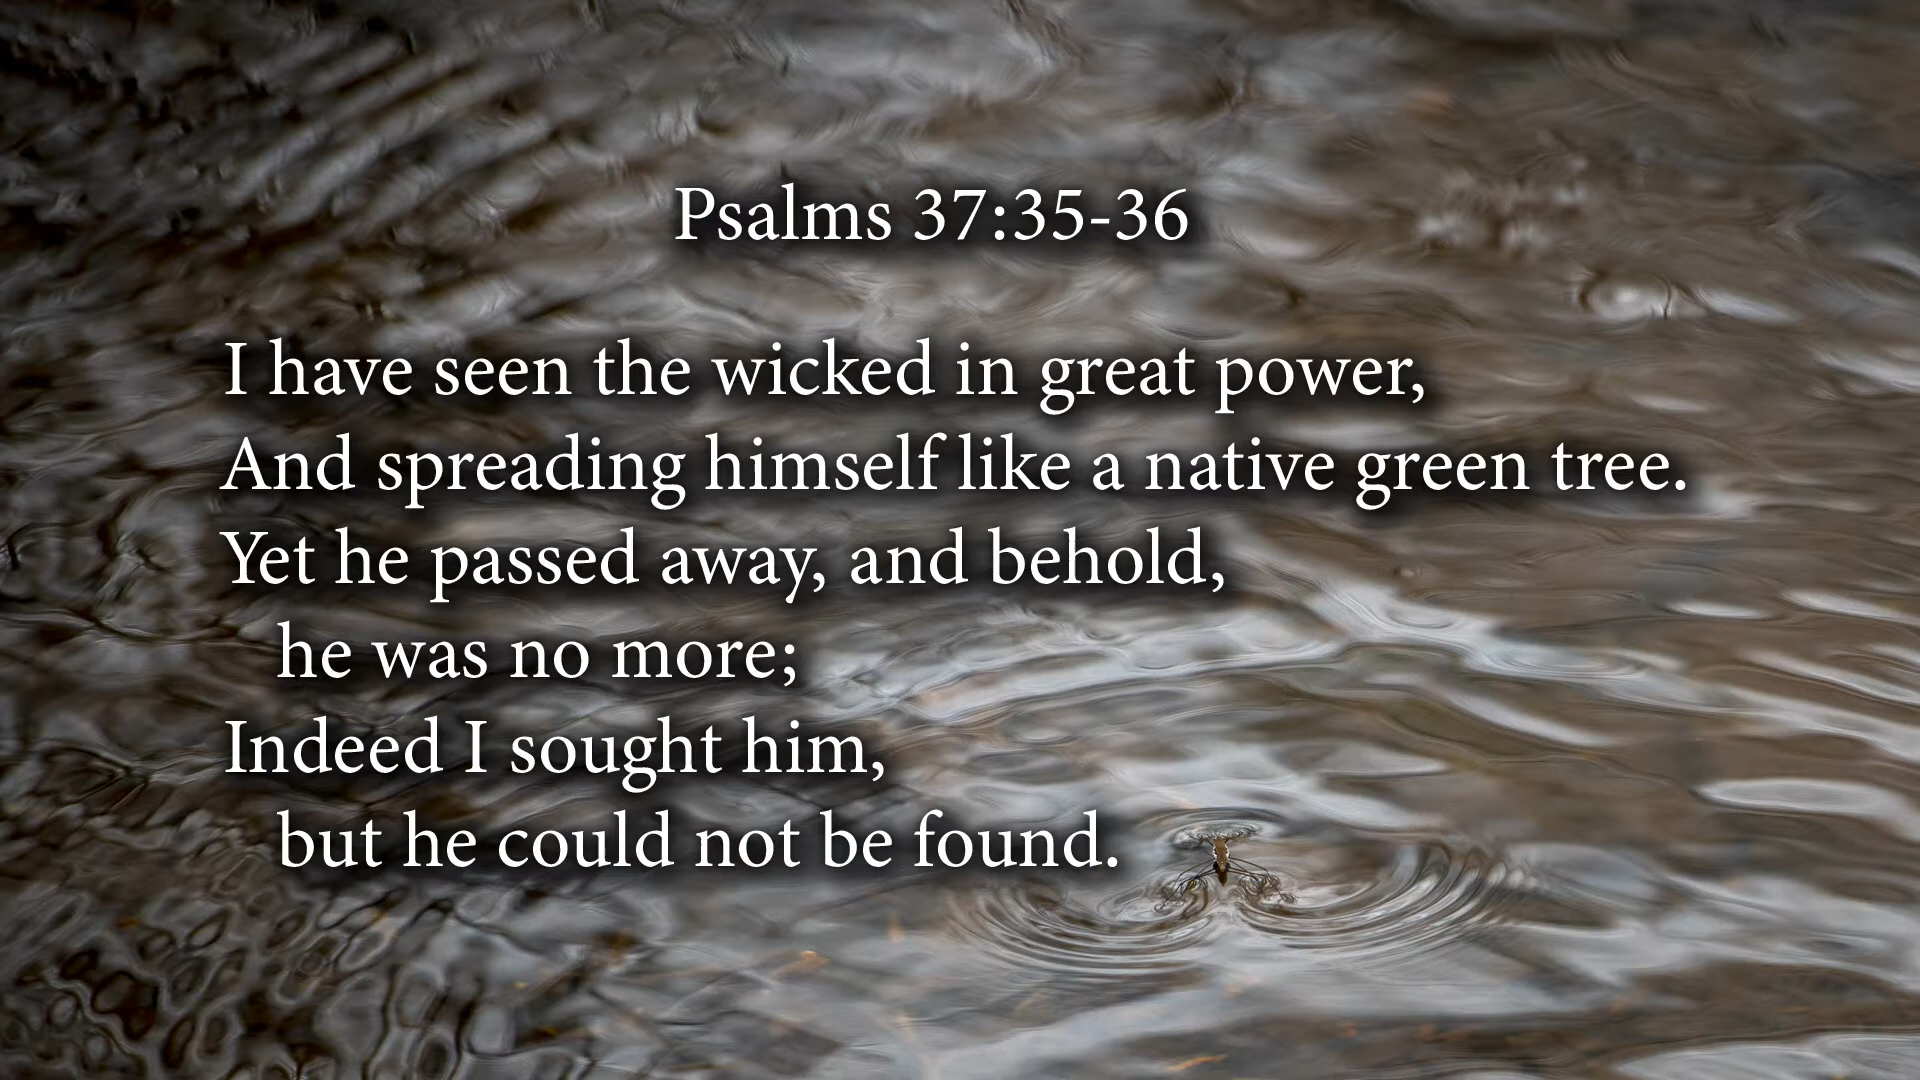 Psalms 37:35-36
I have seen the wicked in great power,
And spreading himself like a native green tree.
Yet he passed away, and behold,
he was no more;
Indeed I sought him,
but he could not be found.